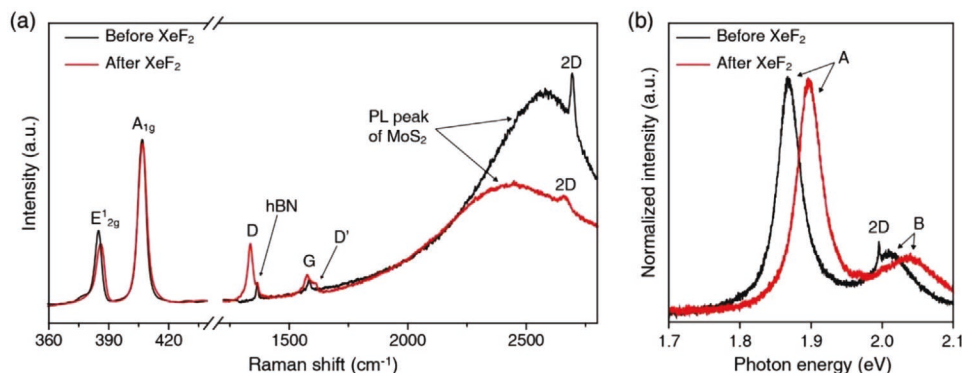 (a)
Before XeF₂
After XeF₂
A₁g
E¹₂g
D
hBN
G
D'
PL peak
of MoS₂
2D
2D
Intensity (a.u.)
360 390 420 1500 2000 2500
Raman shift (cm⁻¹)
(b)
Before XeF₂
After XeF₂
A
2D
B
Normalized intensity (a.u.)
1.7 1.8 1.9 2.0 2.1
Photon energy (eV)